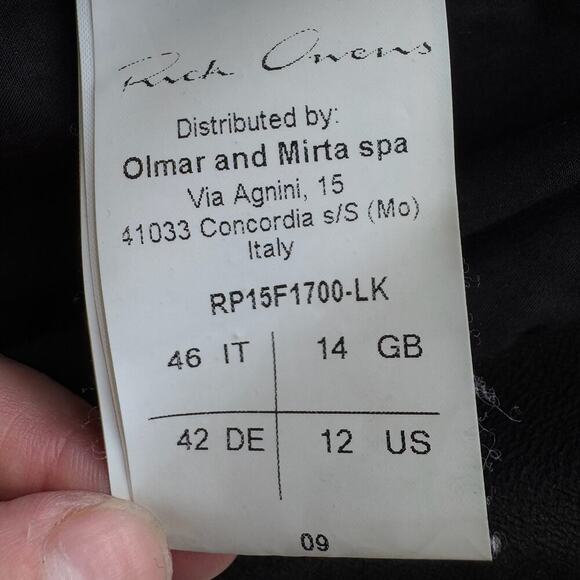 Rick Owens
Distributed by:
Olmar and Mirta spa
Via Agnini, 15
41033 Concordia s/S (Mo)
Italy
RP15F1700-LK
46 IT 14 GB
42 DE 12 US
09